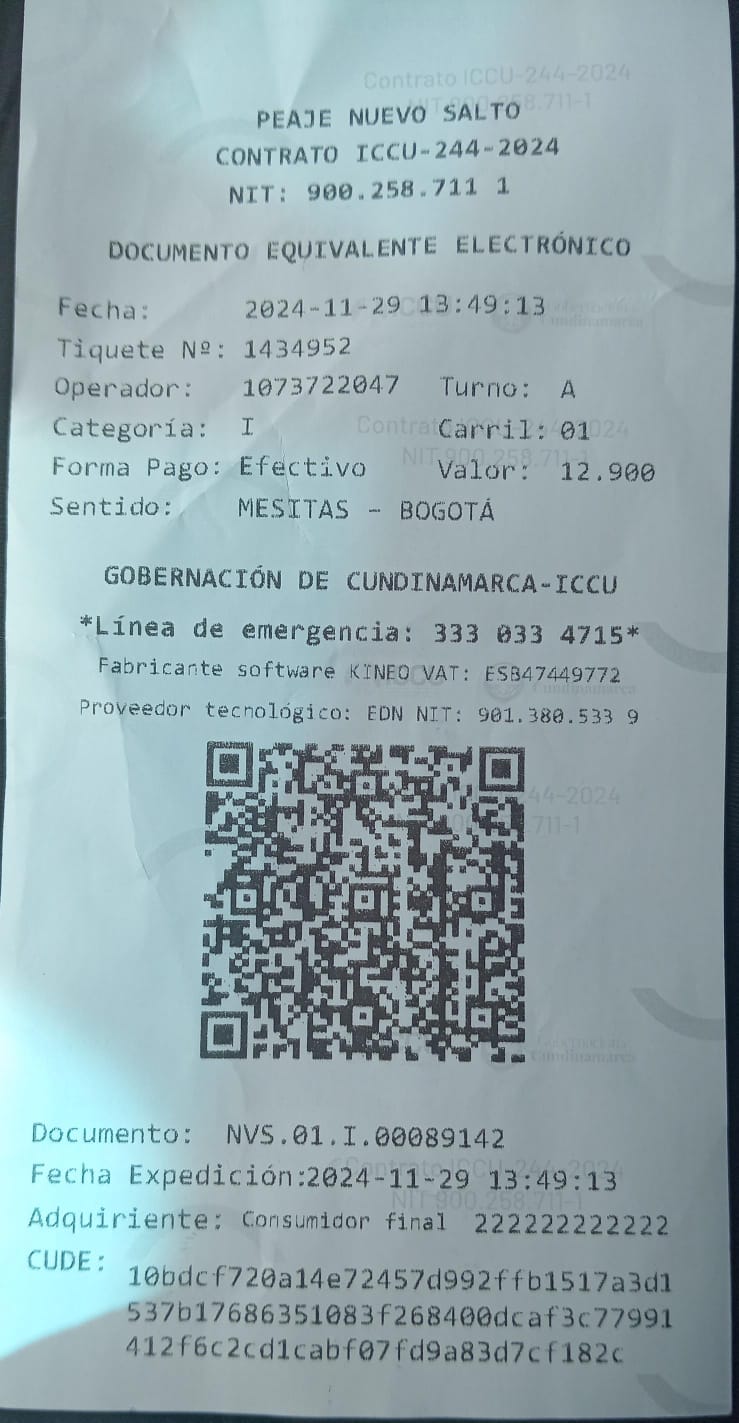 Contrato ICCU-244-2024
PEAJE NUEVO SALTO
CONTRATO ICCU-244-2024
NIT: 900.258.711 1
DOCUMENTO EQUIVALENTE ELECTRÓNICO
Fecha: 2024-11-29 13:49:13
Tiquete Nº: 1434952
Operador: 1073722047 Turno: A
Categoría: I Carril: 01
Forma Pago: Efectivo Valor: 12.900
Sentido: MESITAS - BOGOTÁ
GOBERNACIÓN DE CUNDINAMARCA-ICCU
*Línea de emergencia: 333 033 4715*
Fabricante software KINEO VAT: ESB47449772
Proveedor tecnológico: EDN NIT: 901.380.533 9
Documento: NVS.01.I.00089142
Fecha Expedición:2024-11-29 13:49:13
Adquiriente: Consumidor final 222222222222
CUDE: 10bdcf720a14e72457d992ffb1517a3d1
537b17686351083f268400dcaf3c77991
412f6c2cd1cabf07fd9a83d7cf182c